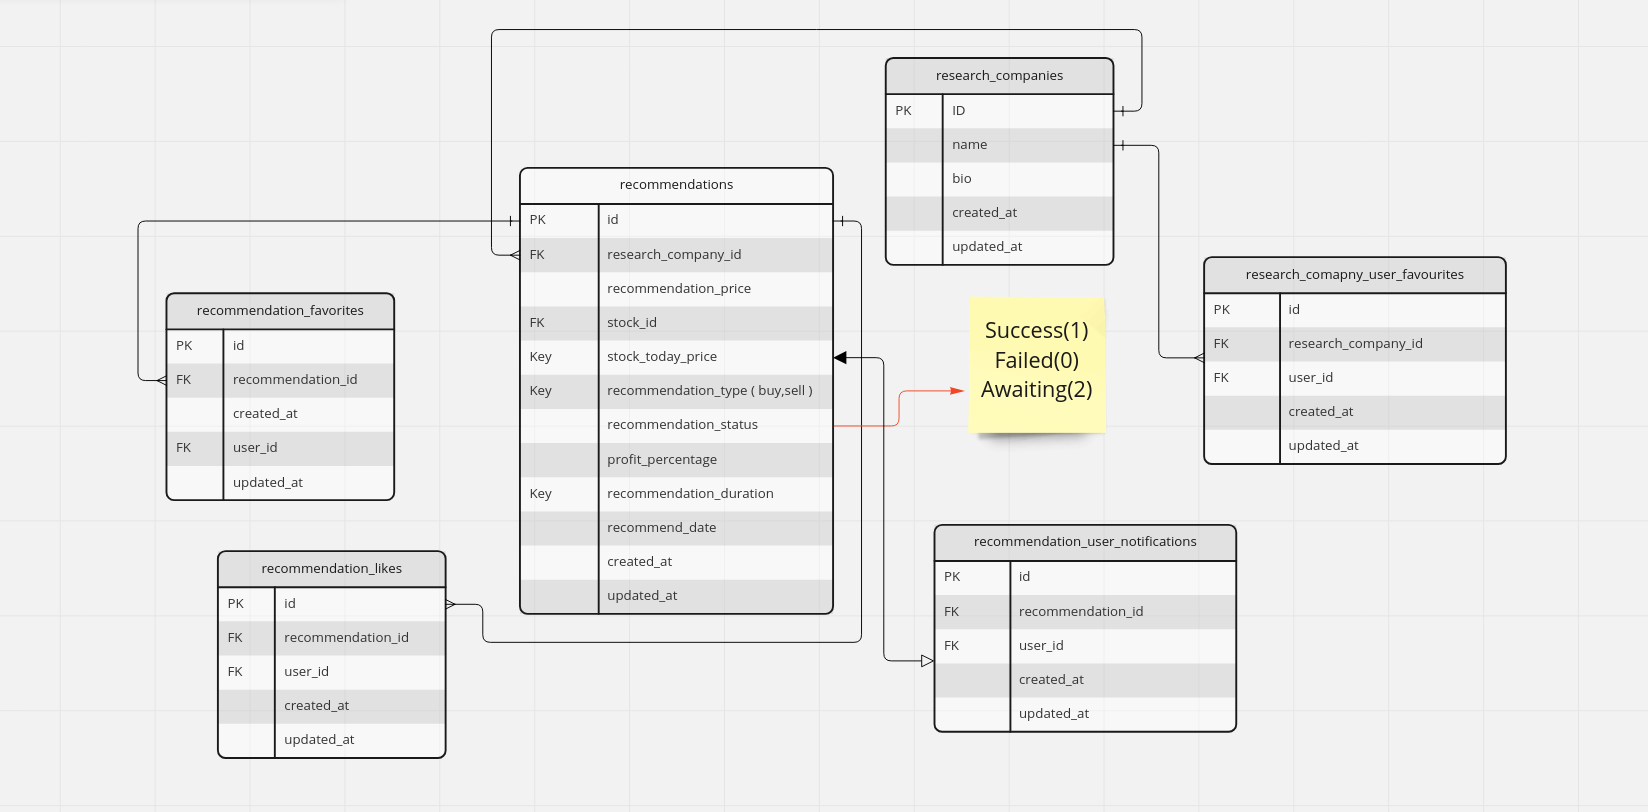 research_companies
PK ID
name
bio
created_at
updated_at
recommendations
PK id
FK research_company_id
recommendation_price
FK stock_id
Key stock_today_price
Key recommendation_type ( buy,sell )
recommendation_status
profit_percentage
Key recommendation_duration
recommend_date
created_at
updated_at
Success(1)
Failed(0)
Awaiting(2)
research_comapny_user_favourites
PK id
FK research_company_id
FK user_id
created_at
updated_at
recommendation_favorites
PK id
FK recommendation_id
created_at
FK user_id
updated_at
recommendation_likes
PK id
FK recommendation_id
FK user_id
created_at
updated_at
recommendation_user_notifications
PK id
FK recommendation_id
FK user_id
created_at
updated_at